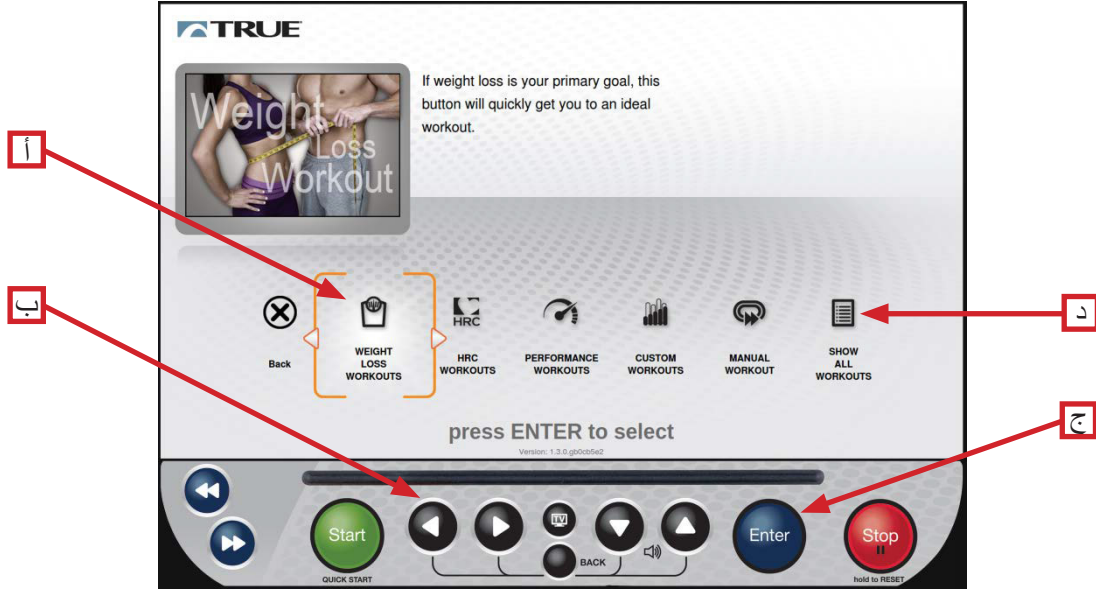 TRUE
Weight
Loss
Workout
If weight loss is your primary goal, this
button will quickly get you to an ideal
workout.
أ
ب
د
ج
HRC
Back
WEIGHT
LOSS
WORKOUTS
HRC
WORKOUTS
PERFORMANCE
WORKOUTS
CUSTOM
WORKOUTS
MANUAL
WORKOUT
SHOW
ALL
WORKOUTS
press ENTER to select
Version: 1.3.0.gb0cb5e2
Start
QUICK START
TV
BACK
Enter
Stop
hold to RESET